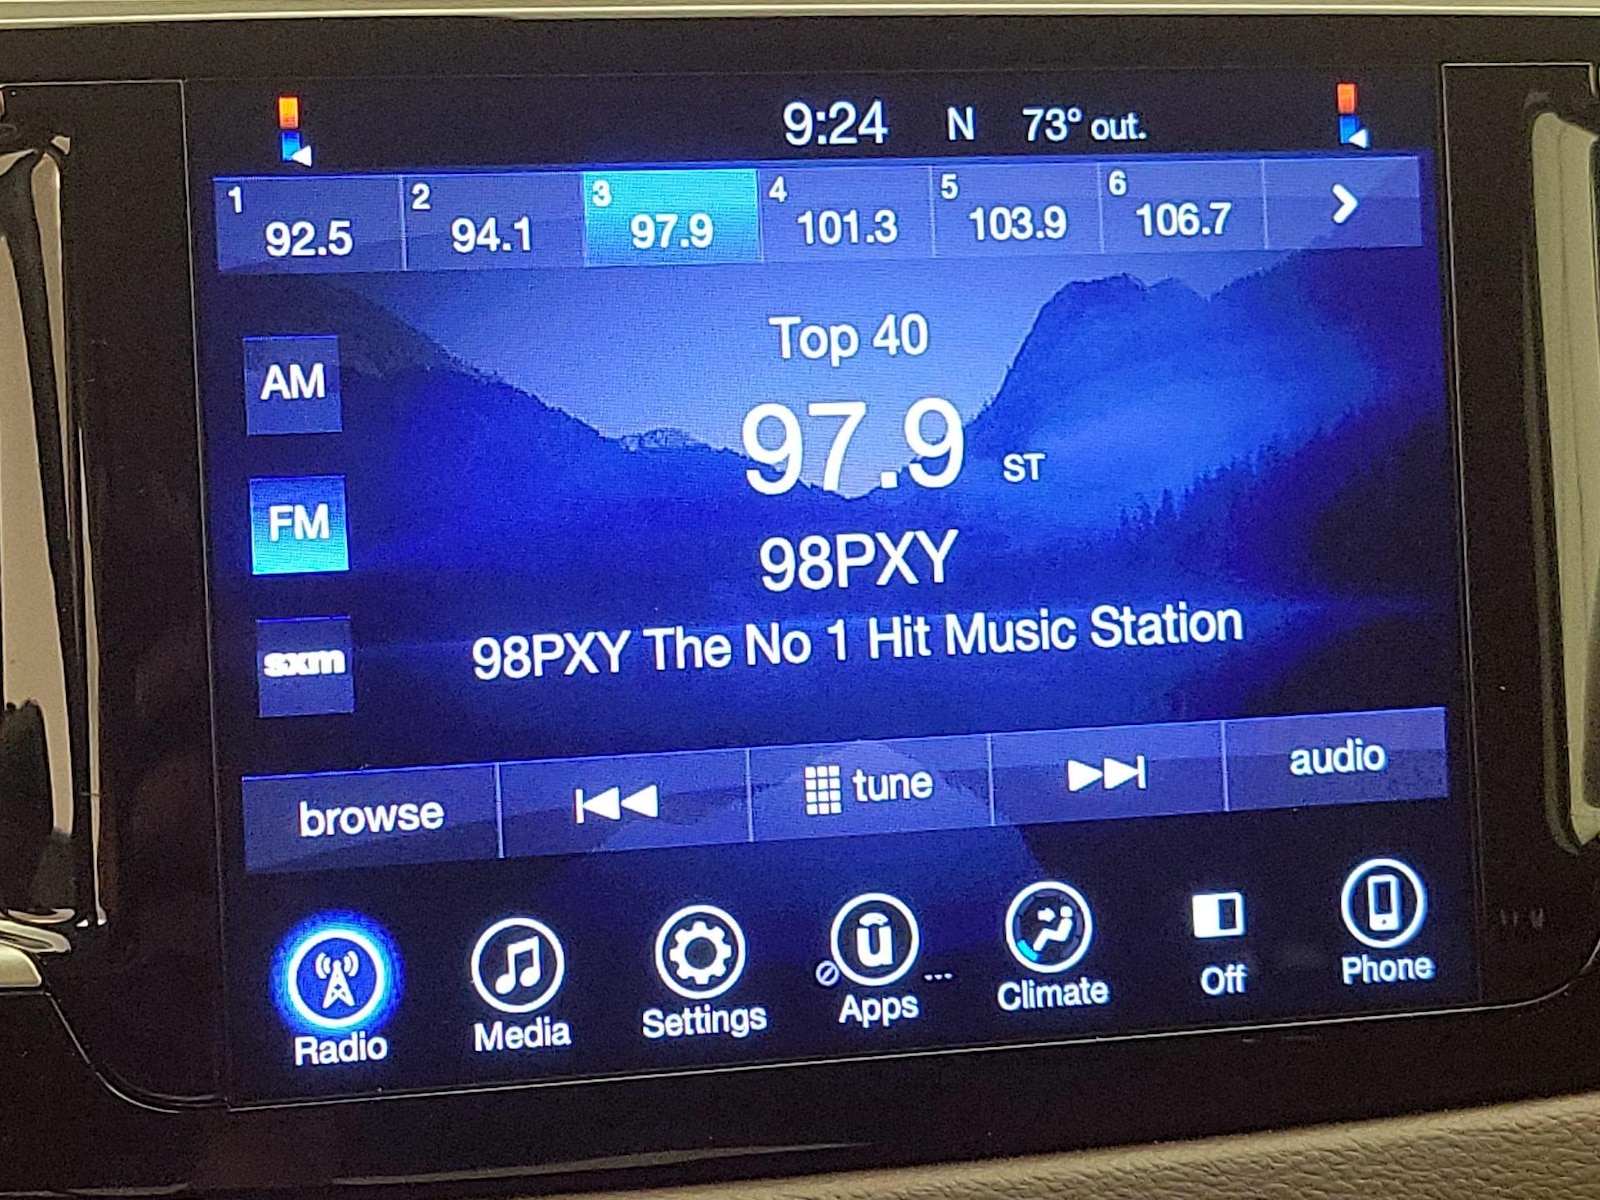 9:24 N 73° out.
1 2 3 4 5 6
92.5 94.1 97.9 101.3 103.9 106.7
Top 40
AM
97.9 ST
FM
98PXY
98PXY The No 1 Hit Music Station
sxm
browse tune audio
Radio Media Settings Apps Climate Off Phone